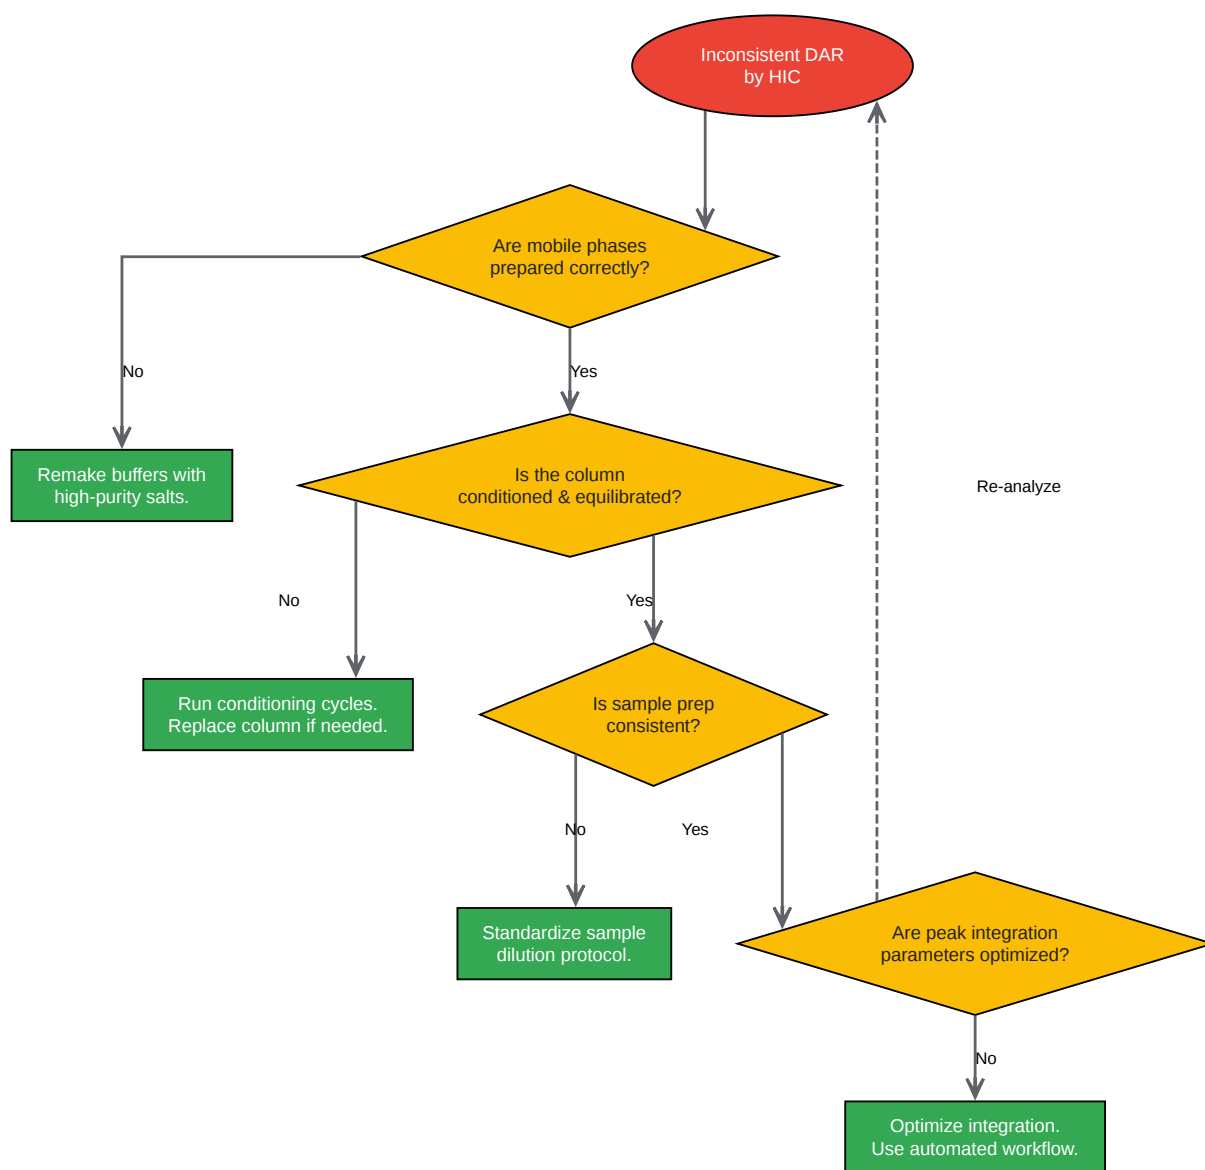 Inconsistent DAR
by HIC
Are mobile phases
prepared correctly?
No
Yes
Remake buffers with
high-purity salts.
Is the column
conditioned & equilibrated?
Re-analyze
No
Yes
Run conditioning cycles.
Replace column if needed.
Is sample prep
consistent?
No
Yes
Standardize sample
dilution protocol.
Are peak integration
parameters optimized?
No
Optimize integration.
Use automated workflow.